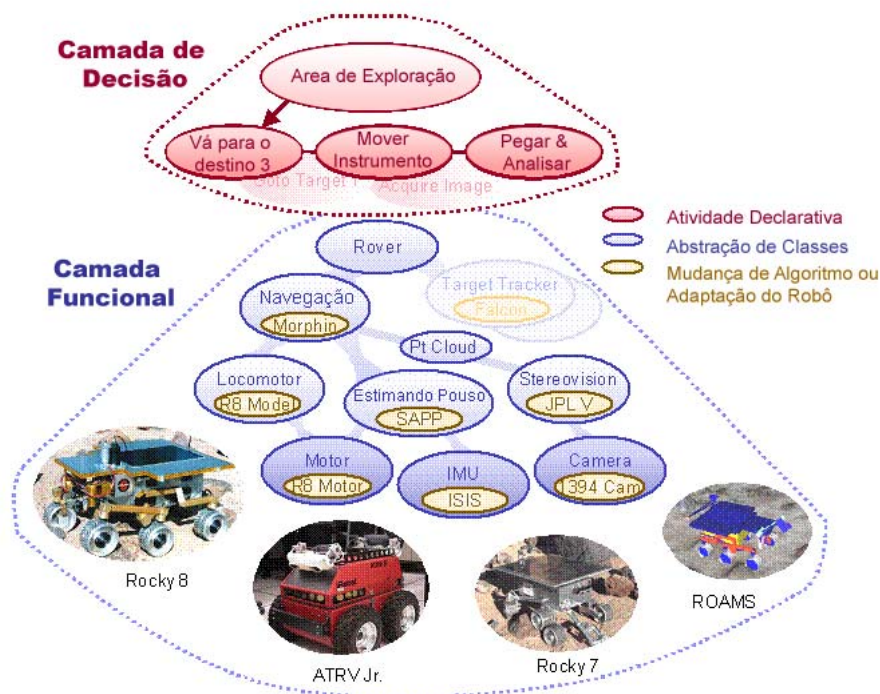 Camada de
Decisão
Area de Exploração
Vá para o
destino 3
Mover
Instrumento
Pegar &
Analisar
Goto Target 1
Acquire Image
Atividade Declarativa
Abstração de Classes
Mudança de Algoritmo ou
Adaptação do Robô
Camada
Funcional
Rover
Navegação
Morphin
Target Tracker
Falcon
Pt Cloud
Locomotor
R8 Model
Estimando Pouso
SAPP
Stereovision
JPL V
Motor
R8 Motor
IMU
ISIS
Camera
1394 Cam
Rocky 8
ATRV Jr.
Rocky 7
ROAMS